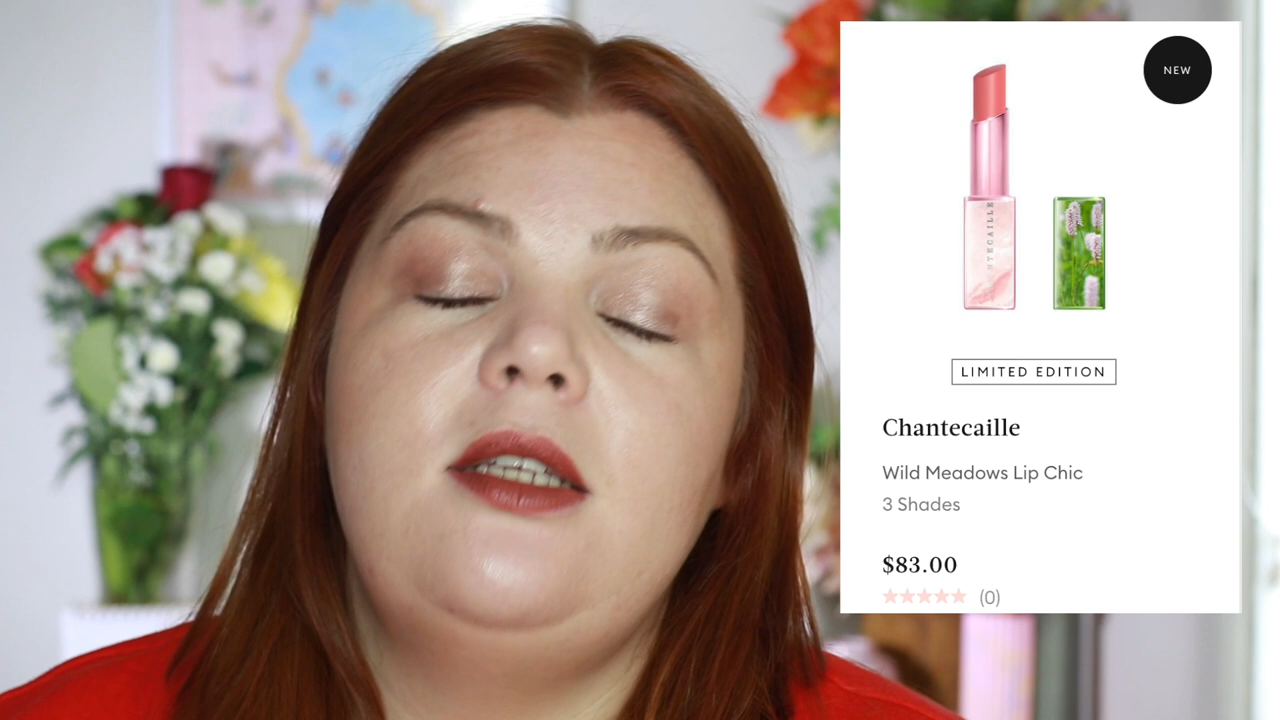 NEW
LIMITED EDITION
Chantecaille
Wild Meadows Lip Chic
3 Shades
$83.00
(0)